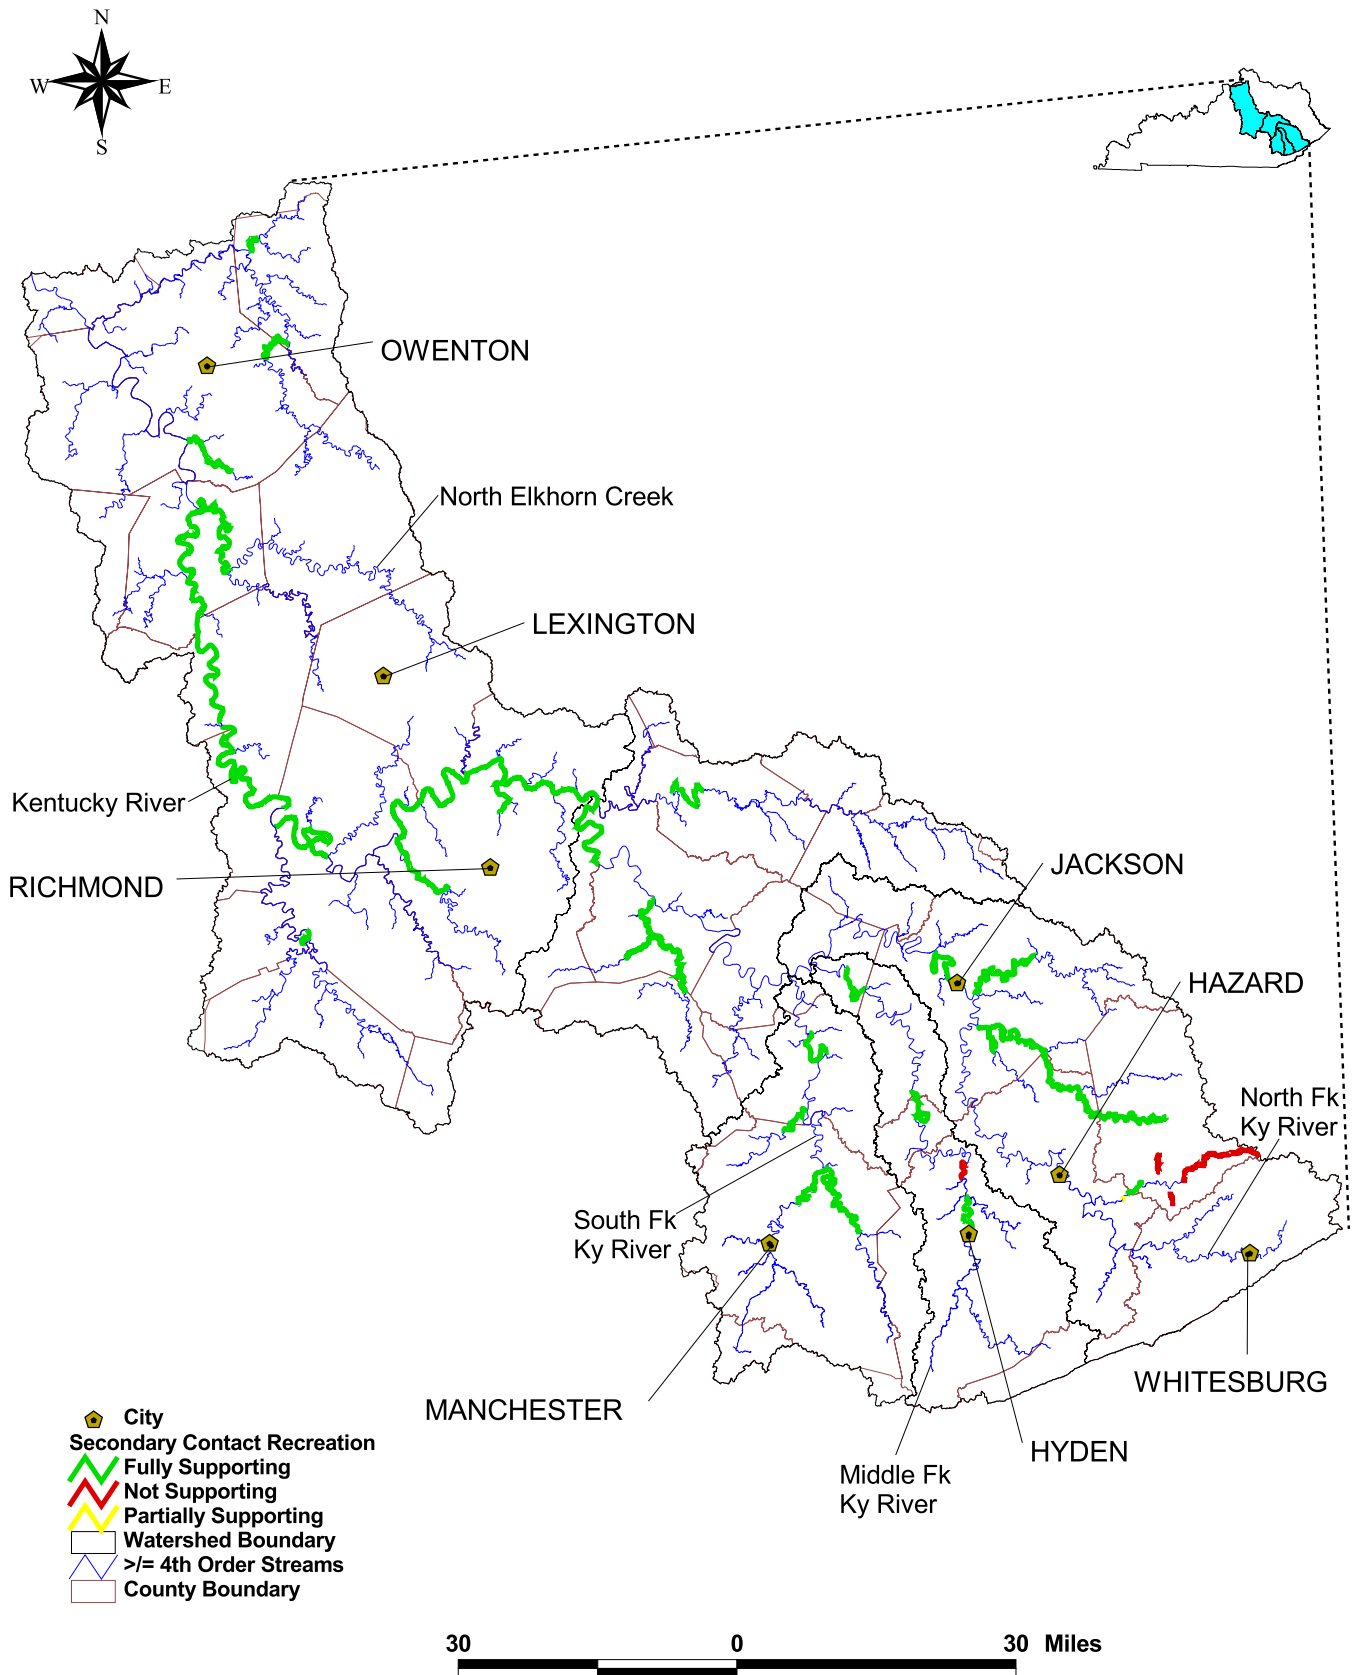 N
W
E
S
OWENTON
North Elkhorn Creek
LEXINGTON
Kentucky River
RICHMOND
JACKSON
HAZARD
North Fk
Ky River
South Fk
Ky River
WHITESBURG
MANCHESTER
HYDEN
Middle Fk
Ky River
City
Secondary Contact Recreation
Fully Supporting
Not Supporting
Partially Supporting
Watershed Boundary
>/= 4th Order Streams
County Boundary
30 0 30 Miles